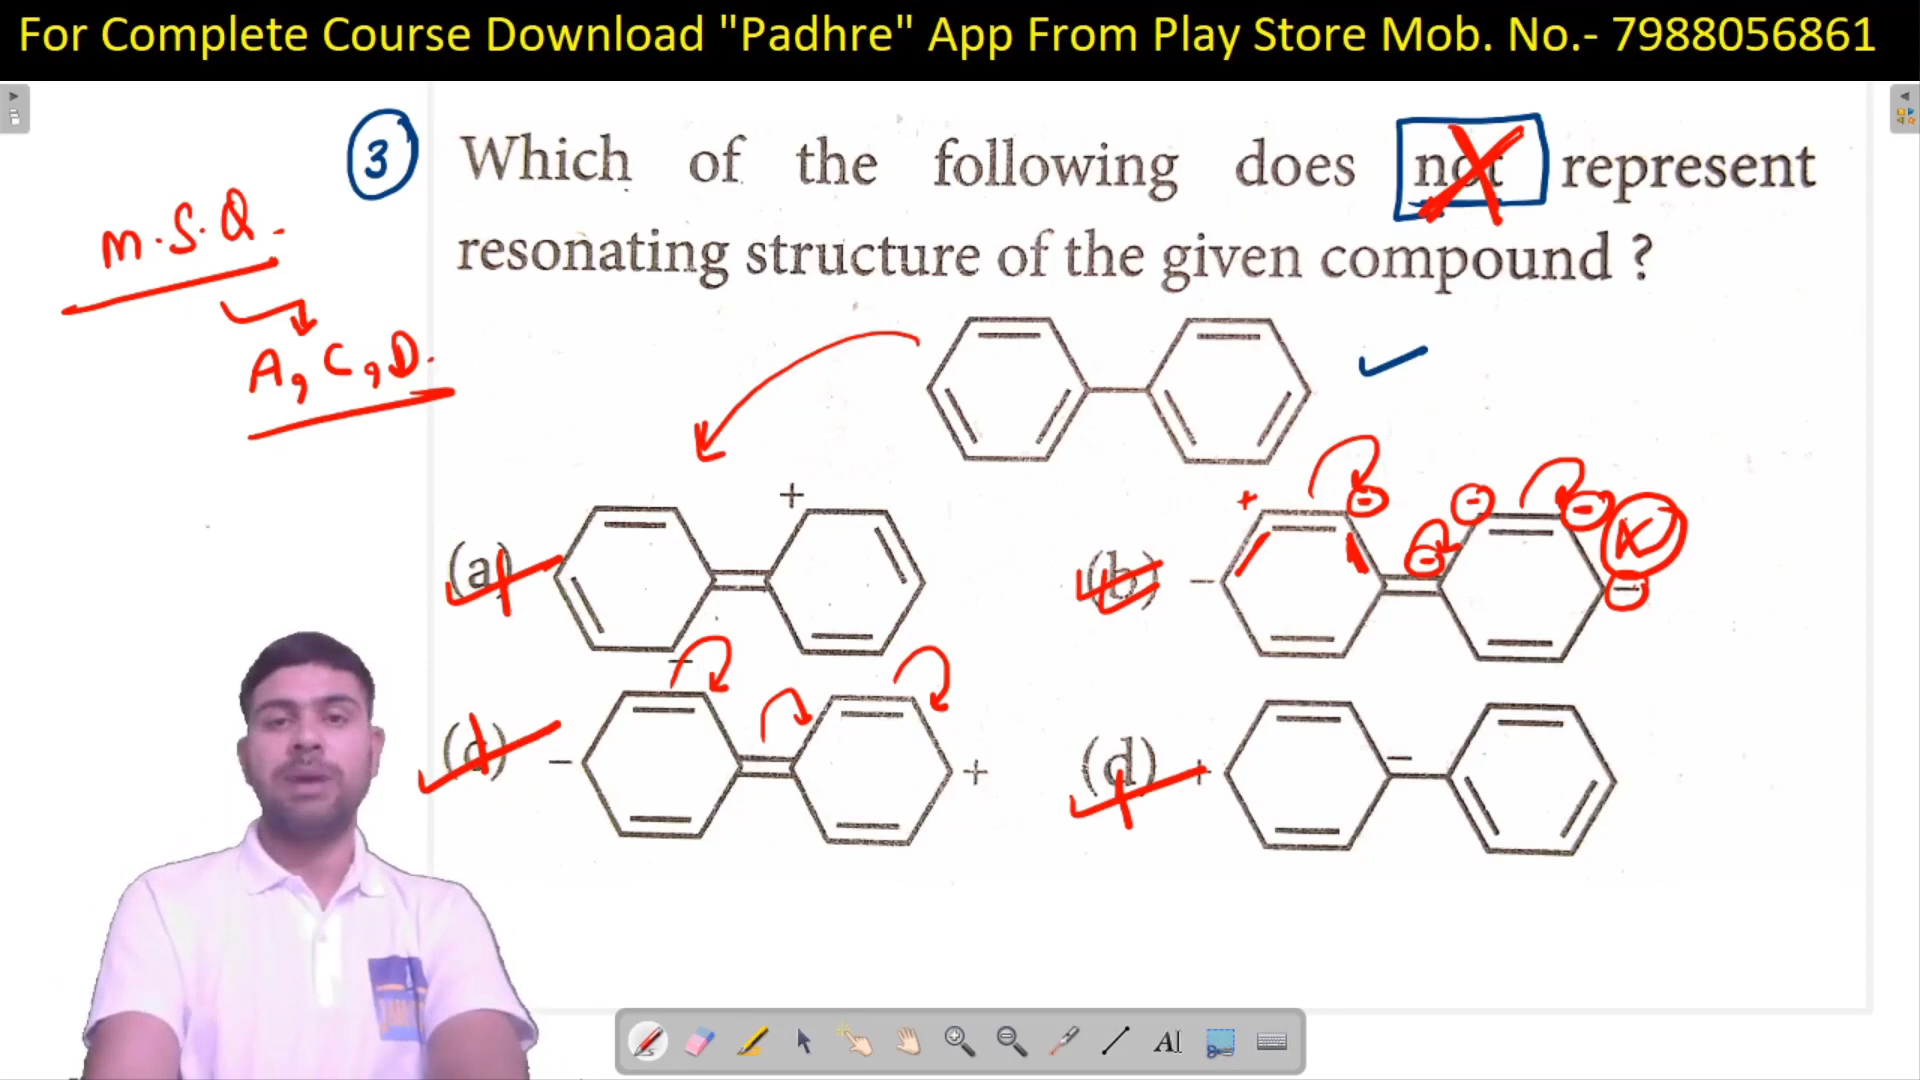 For Complete Course Download "Padhre" App From Play Store Mob. No.- 7988056861
3
Which of the following does not represent
resonating structure of the given compound ?
M.S.Q.
A, C, D.
+
(a)
−
+
(b)
−
−
−
−
−
−
−
(c)
−
+
(d)
+
−
AI